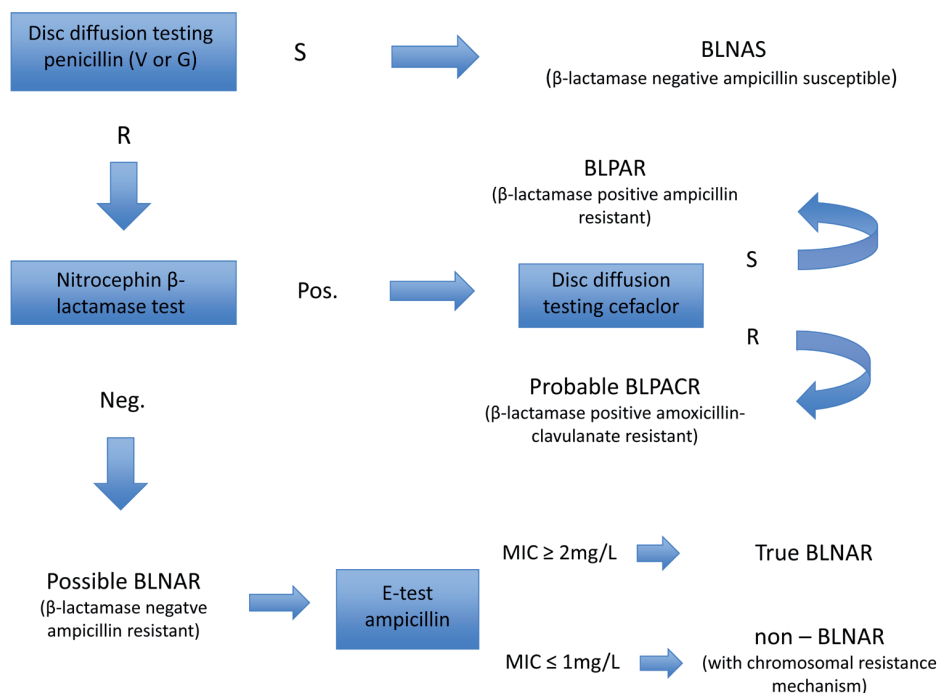 Disc diffusion testing
penicillin (V or G)
S
BLNAS
(β-lactamase negative ampicillin susceptible)
R
BLPAR
(β-lactamase positive ampicillin
resistant)
S
Nitrocephin β-
lactamase test
Pos.
Disc diffusion
testing cefaclor
R
Probable BLPACR
(β-lactamase positive amoxicillin-
clavulanate resistant)
Neg.
MIC ≥ 2mg/L
True BLNAR
Possible BLNAR
(β-lactamase negatve
ampicillin resistant)
E-test
ampicillin
MIC ≤ 1mg/L
non – BLNAR
(with chromosomal resistance
mechanism)